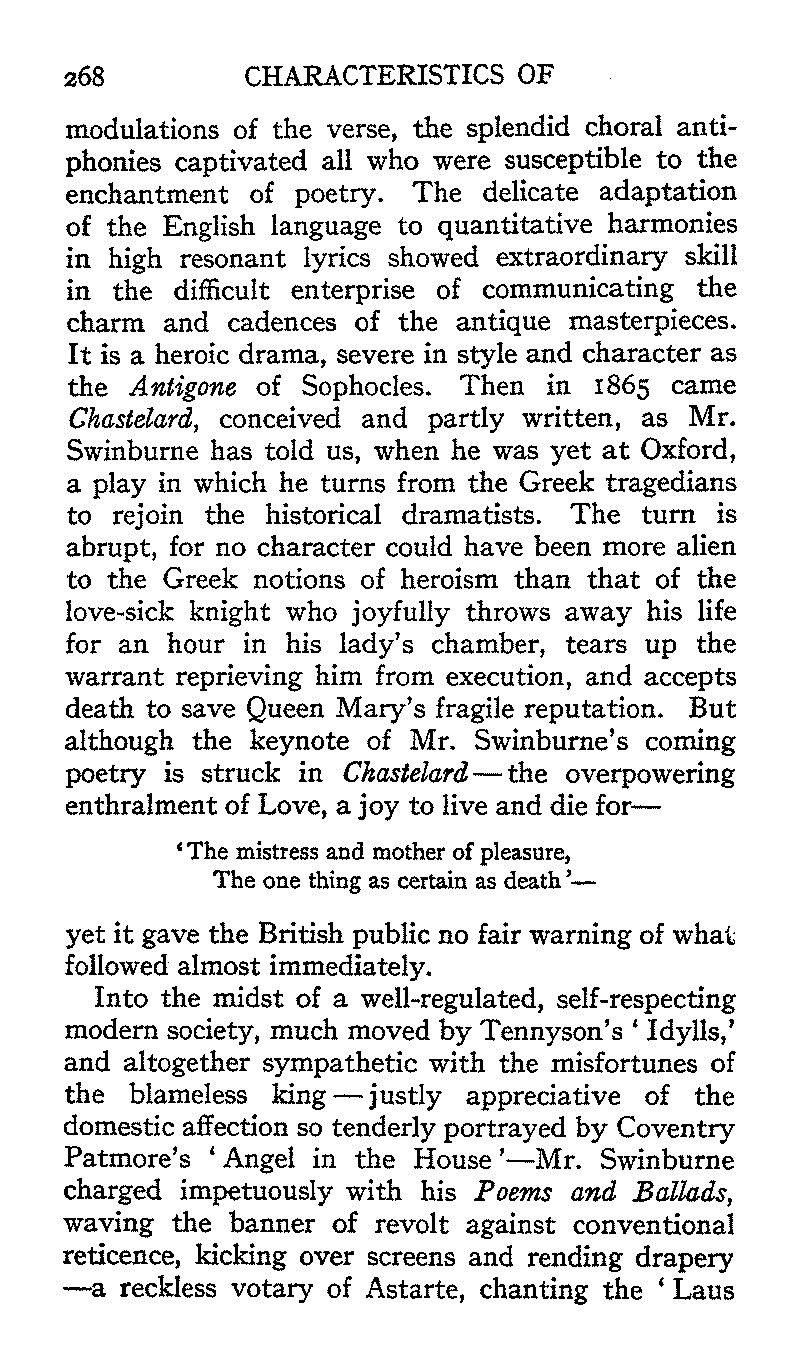 268 CHARACTERISTICS OF
modulations of the verse, the splendid choral anti-
phonies captivated all who were susceptible to the
enchantment of poetry. The delicate adaptation
of the English language to quantitative harmonies
in high resonant lyrics showed extraordinary skill
in the difficult enterprise of communicating the
charm and cadences of the antique masterpieces.
It is a heroic drama, severe in style and character as
the Antigone of Sophocles. Then in 1865 came
Chastelard, conceived and partly written, as Mr.
Swinburne has told us, when he was yet at Oxford,
a play in which he turns from the Greek tragedians
to rejoin the historical dramatists. The turn is
abrupt, for no character could have been more alien
to the Greek notions of heroism than that of the
love-sick knight who joyfully throws away his life
for an hour in his lady's chamber, tears up the
warrant reprieving him from execution, and accepts
death to save Queen Mary's fragile reputation. But
although the keynote of Mr. Swinburne's coming
poetry is struck in Chastelard—the overpowering
enthralment of Love, a joy to live and die for—
'The mistress and mother of pleasure,
The one thing as certain as death'—
yet it gave the British public no fair warning of what
followed almost immediately.
Into the midst of a well-regulated, self-respecting
modern society, much moved by Tennyson's 'Idylls,'
and altogether sympathetic with the misfortunes of
the blameless king—justly appreciative of the
domestic affection so tenderly portrayed by Coventry
Patmore's 'Angel in the House'—Mr. Swinburne
charged impetuously with his Poems and Ballads,
waving the banner of revolt against conventional
reticence, kicking over screens and rending drapery
—a reckless votary of Astarte, chanting the 'Laus